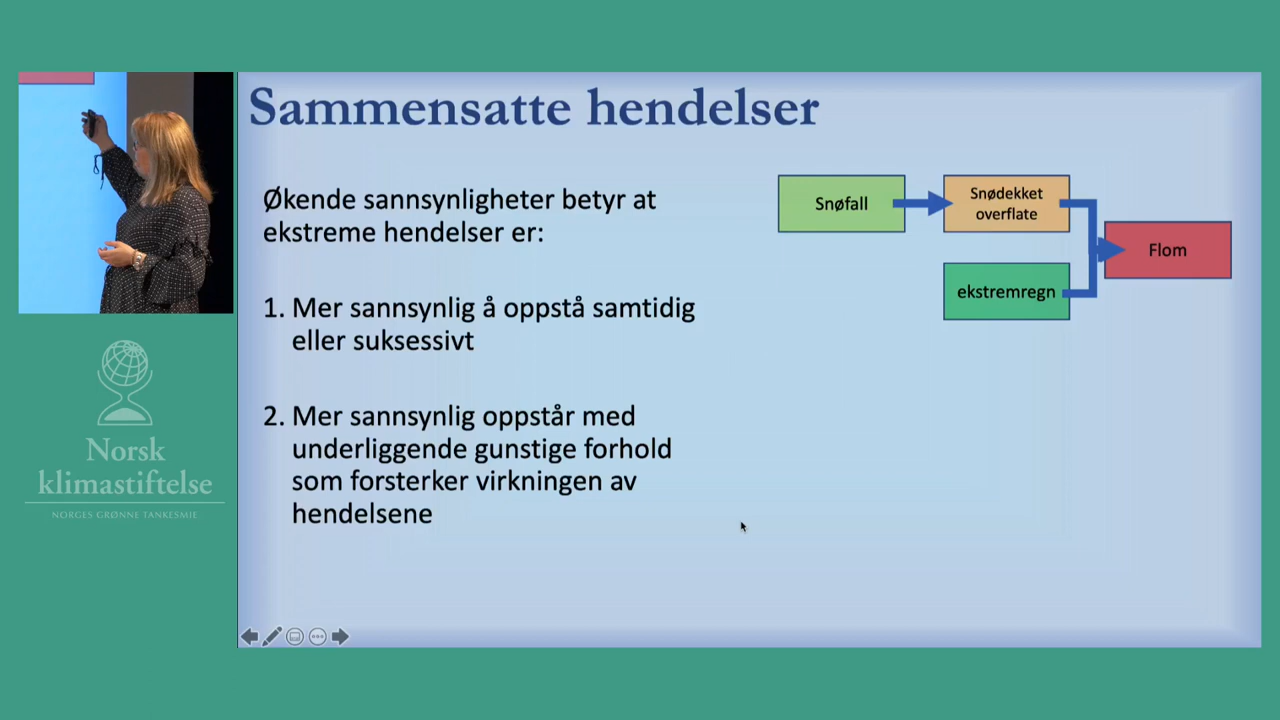 Sammensatte hendelser
Økende sannsynligheter betyr at
ekstreme hendelser er:
1. Mer sannsynlig å oppstå samtidig
eller suksessivt
2. Mer sannsynlig oppstår med
underliggende gunstige forhold
som forsterker virkningen av
hendelsene
Snøfall
Snødekket
overflate
ekstremregn
Flom
Norsk
klimastiftelse
NORGES GRØNNE TANKESMIE